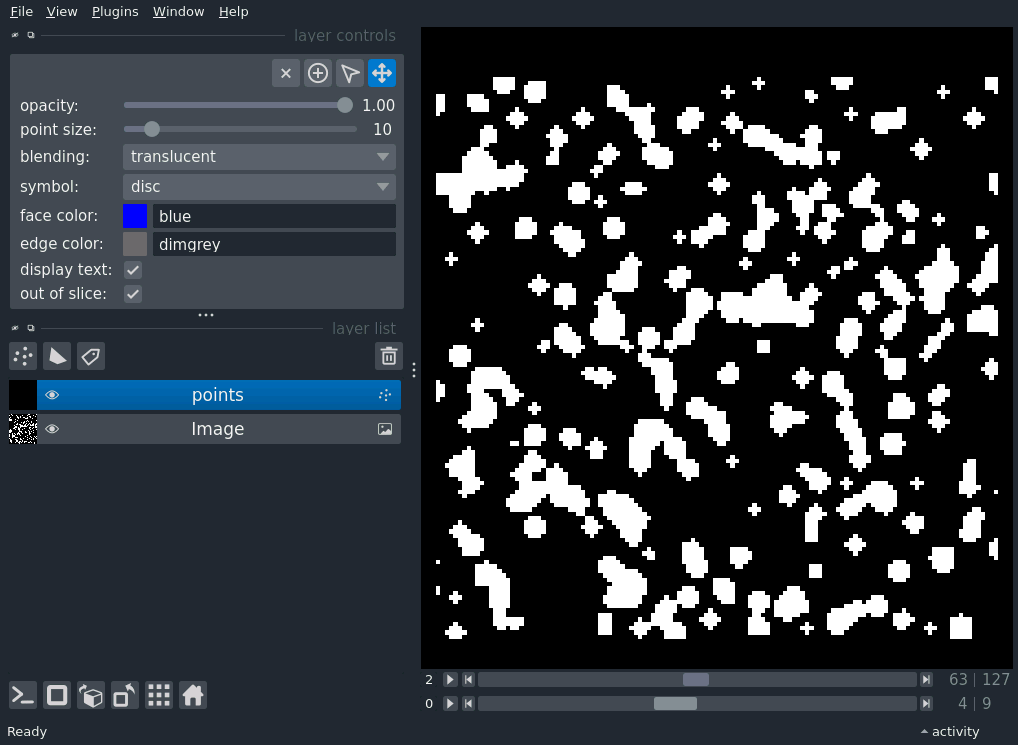 File View Plugins Window Help
layer controls
opacity: 1.00
point size: 10
blending: translucent
symbol: disc
face color: blue
edge color: dimgrey
display text:
out of slice:
layer list
points
Image
2 63 | 127
0 4 | 9
Ready activity